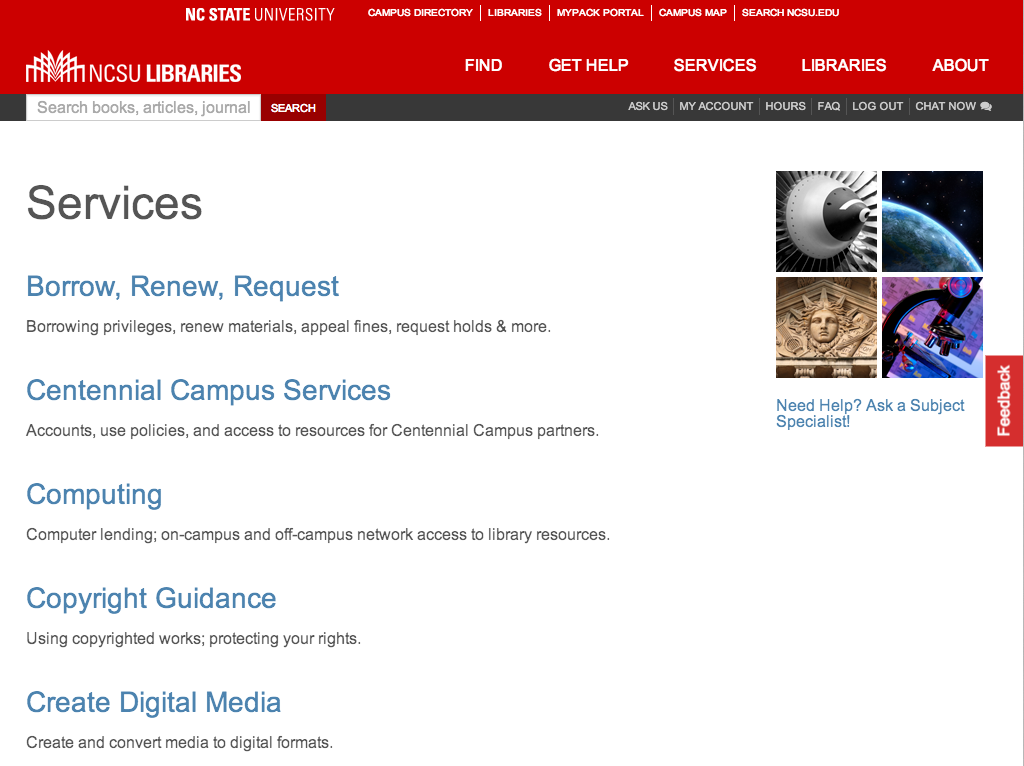 NC STATE UNIVERSITY
CAMPUS DIRECTORY LIBRARIES MYPACK PORTAL CAMPUS MAP SEARCH NCSU.EDU
NCSU LIBRARIES
FIND GET HELP SERVICES LIBRARIES ABOUT
Search books, articles, journal SEARCH
ASK US MY ACCOUNT HOURS FAQ LOG OUT CHAT NOW
Services
Borrow, Renew, Request
Borrowing privileges, renew materials, appeal fines, request holds & more.
Centennial Campus Services
Accounts, use policies, and access to resources for Centennial Campus partners.
Computing
Computer lending; on-campus and off-campus network access to library resources.
Copyright Guidance
Using copyrighted works; protecting your rights.
Create Digital Media
Create and convert media to digital formats.
Need Help? Ask a Subject
Specialist!
Feedback